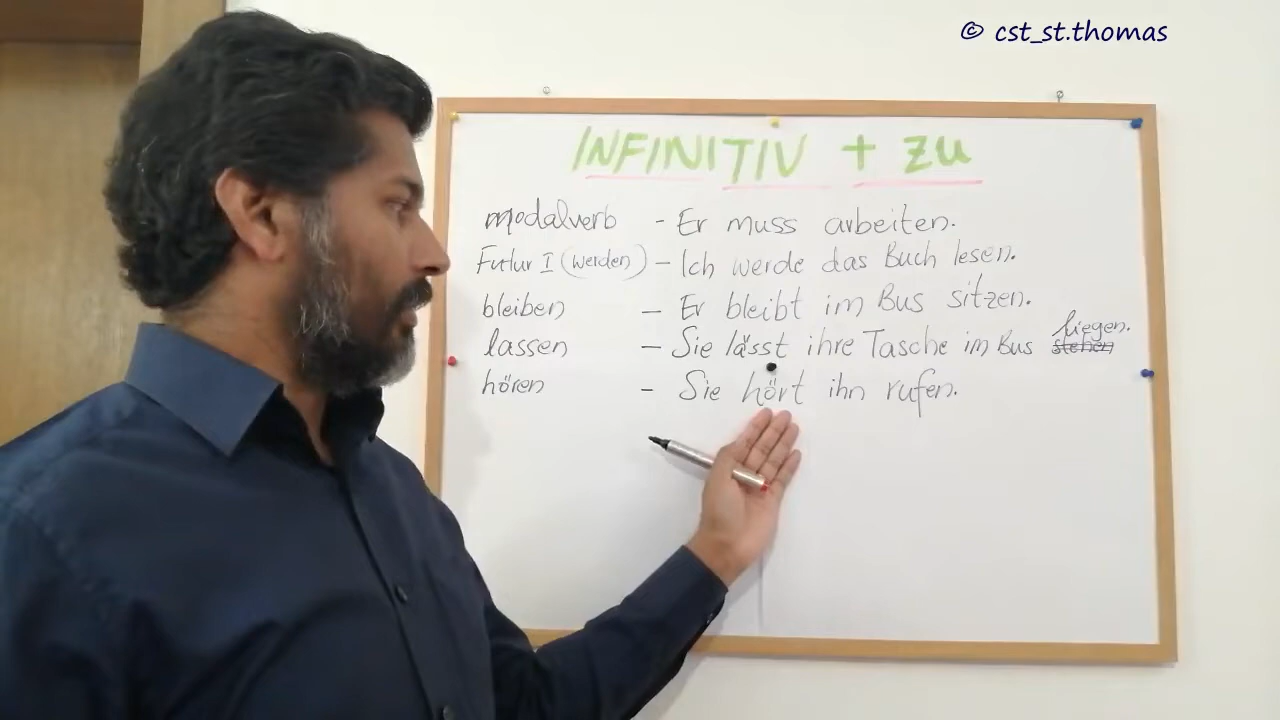 © cst_st.thomas
INFINITIV + ZU
modalverb - Er muss arbeiten.
Futur I (werden) - Ich werde das Buch lesen.
bleiben - Er bleibt im Bus sitzen.
liegen.
lassen - Sie lässt ihre Tasche im Bus stehen
hören - Sie hört ihn rufen.